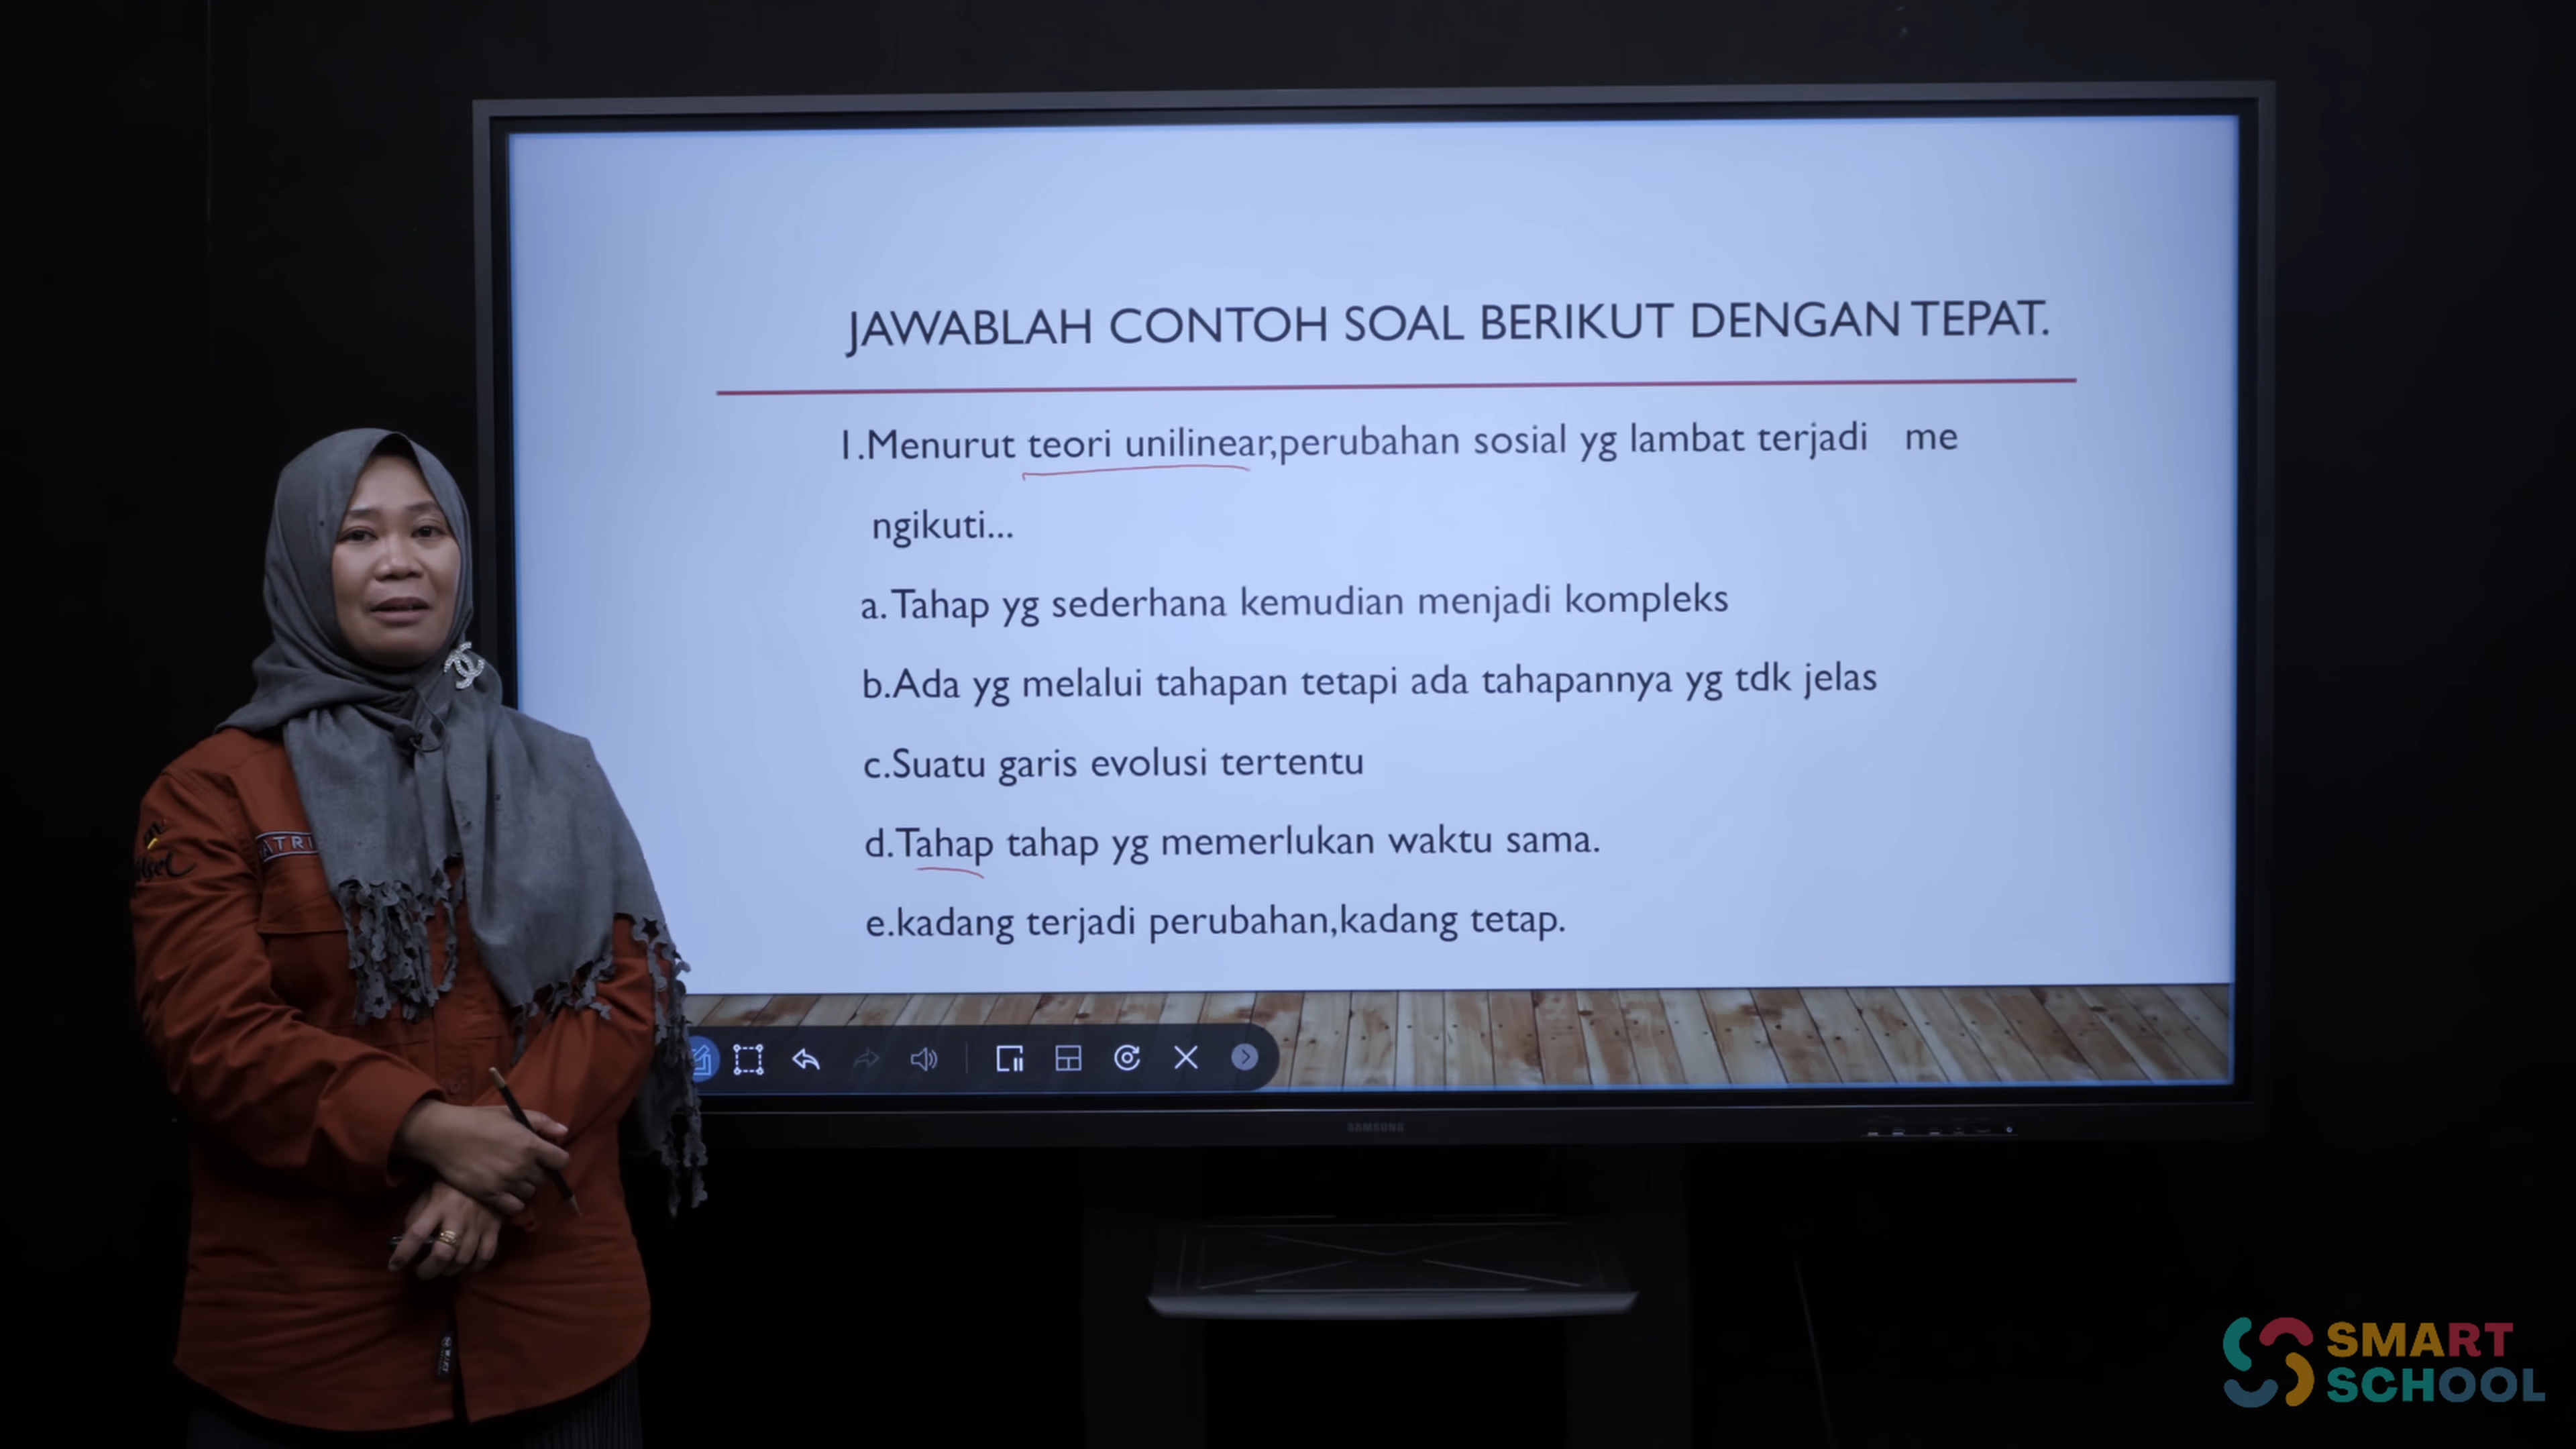 JAWABLAH CONTOH SOAL BERIKUT DENGAN TEPAT.
1.Menurut teori unilinear,perubahan sosial yg lambat terjadi me
ngikuti...
a.Tahap yg sederhana kemudian menjadi kompleks
b.Ada yg melalui tahapan tetapi ada tahapannya yg tdk jelas
c.Suatu garis evolusi tertentu
d.Tahap tahap yg memerlukan waktu sama.
e.kadang terjadi perubahan,kadang tetap.
SAMSUNG
SMART
SCHOOL